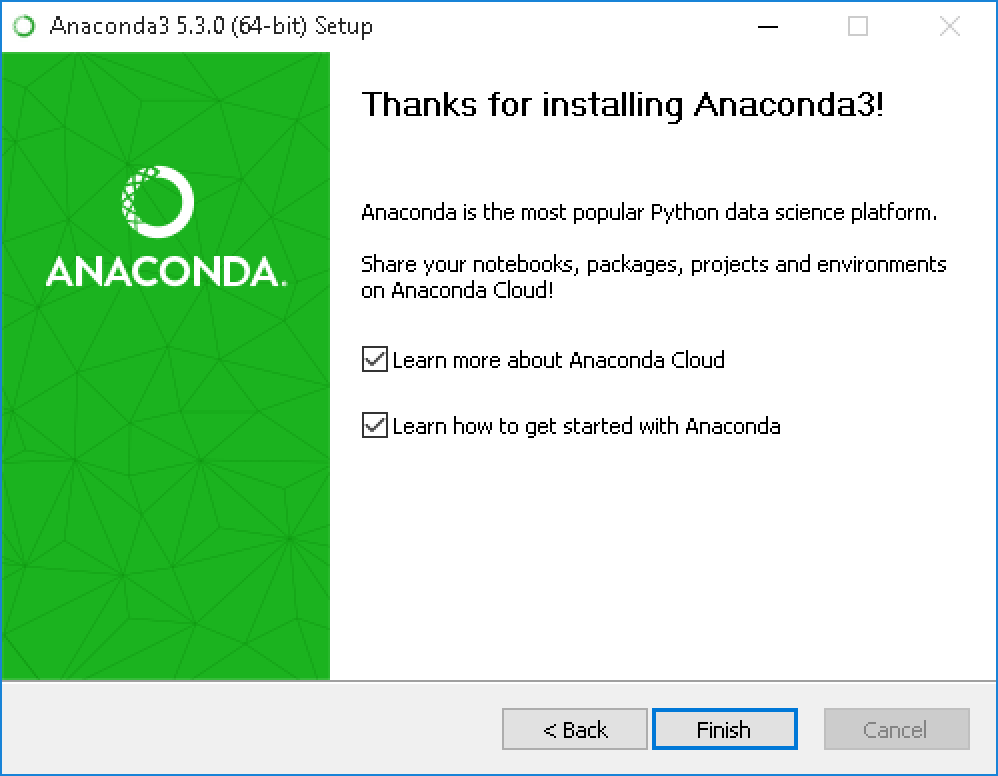 Anaconda3 5.3.0 (64-bit) Setup
ANACONDA.
Thanks for installing Anaconda3!
Anaconda is the most popular Python data science platform.
Share your notebooks, packages, projects and environments
on Anaconda Cloud!
Learn more about Anaconda Cloud
Learn how to get started with Anaconda
< Back
Finish
Cancel